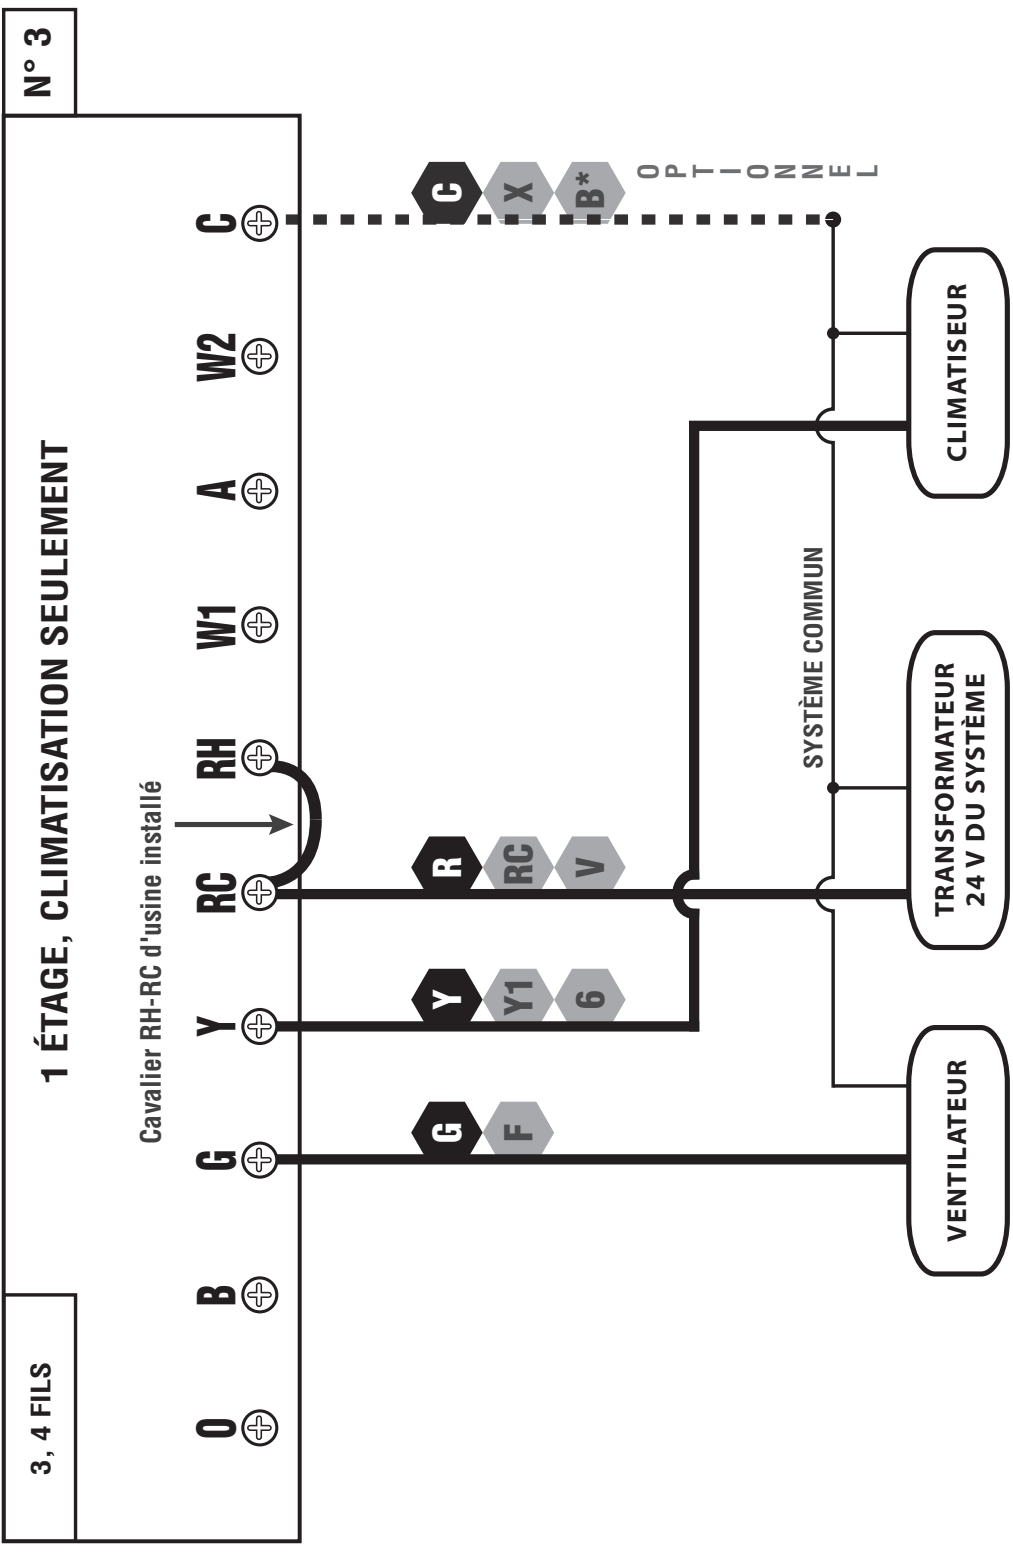 3, 4 FILS
1 ÉTAGE, CLIMATISATION SEULEMENT
N° 3
Cavalier RH-RC d'usine installé
O B G Y RC RH W1 A W2 C
G
F
Y
Y1
6
R
RC
V
C
X
B*
OPTIONNEL
SYSTÈME COMMUN
VENTILATEUR
TRANSFORMATEUR
24 V DU SYSTÈME
CLIMATISEUR